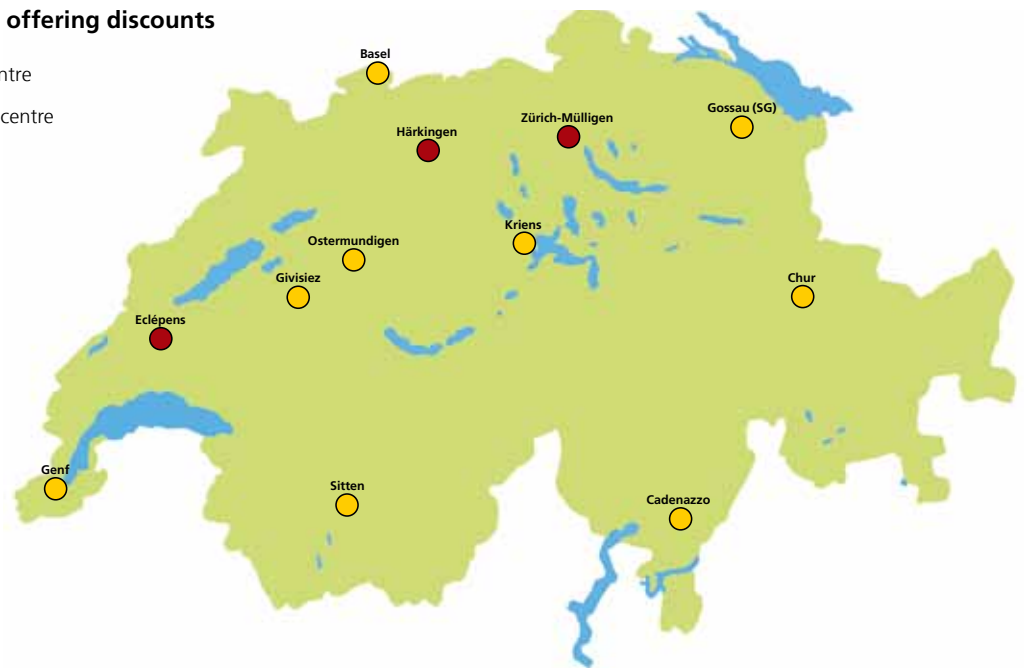 offering discounts
ntre
centre
Basel
Gossau (SG)
Zürich-Mülligen
Härkingen
Kriens
Ostermundigen
Givisiez
Chur
Eclépens
Genf
Sitten
Cadenazzo